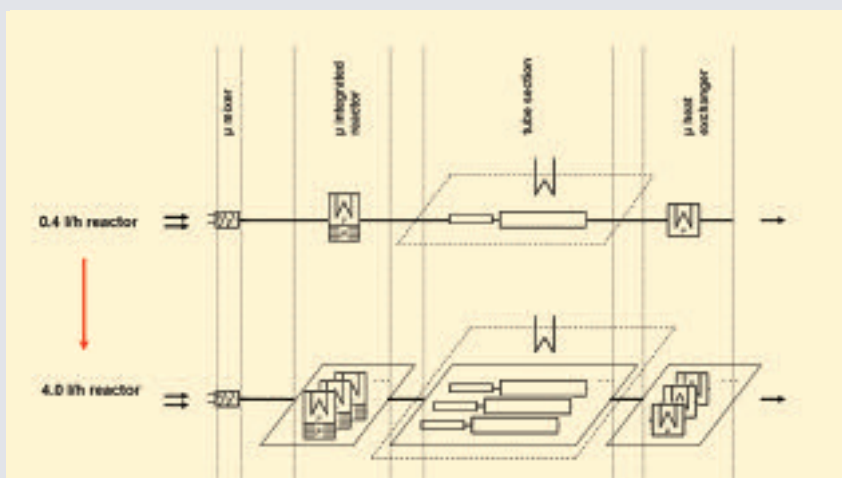 μ mixer
μ integrated
reactor
tube section
μ heat
exchanger
0.4 l/h reactor
4.0 l/h reactor